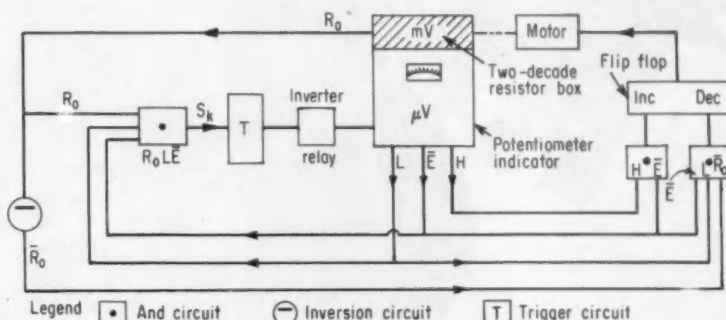 R₀
mV
Motor
Flip flop
Two-decade
resistor box
Inc Dec
R₀
Sₖ
Inverter
relay
T
R₀ L Ē
μV
Potentiometer
indicator
L Ē H
H Ē
Ē
L R̄₀
R̄₀
Legend And circuit Inversion circuit T Trigger circuit